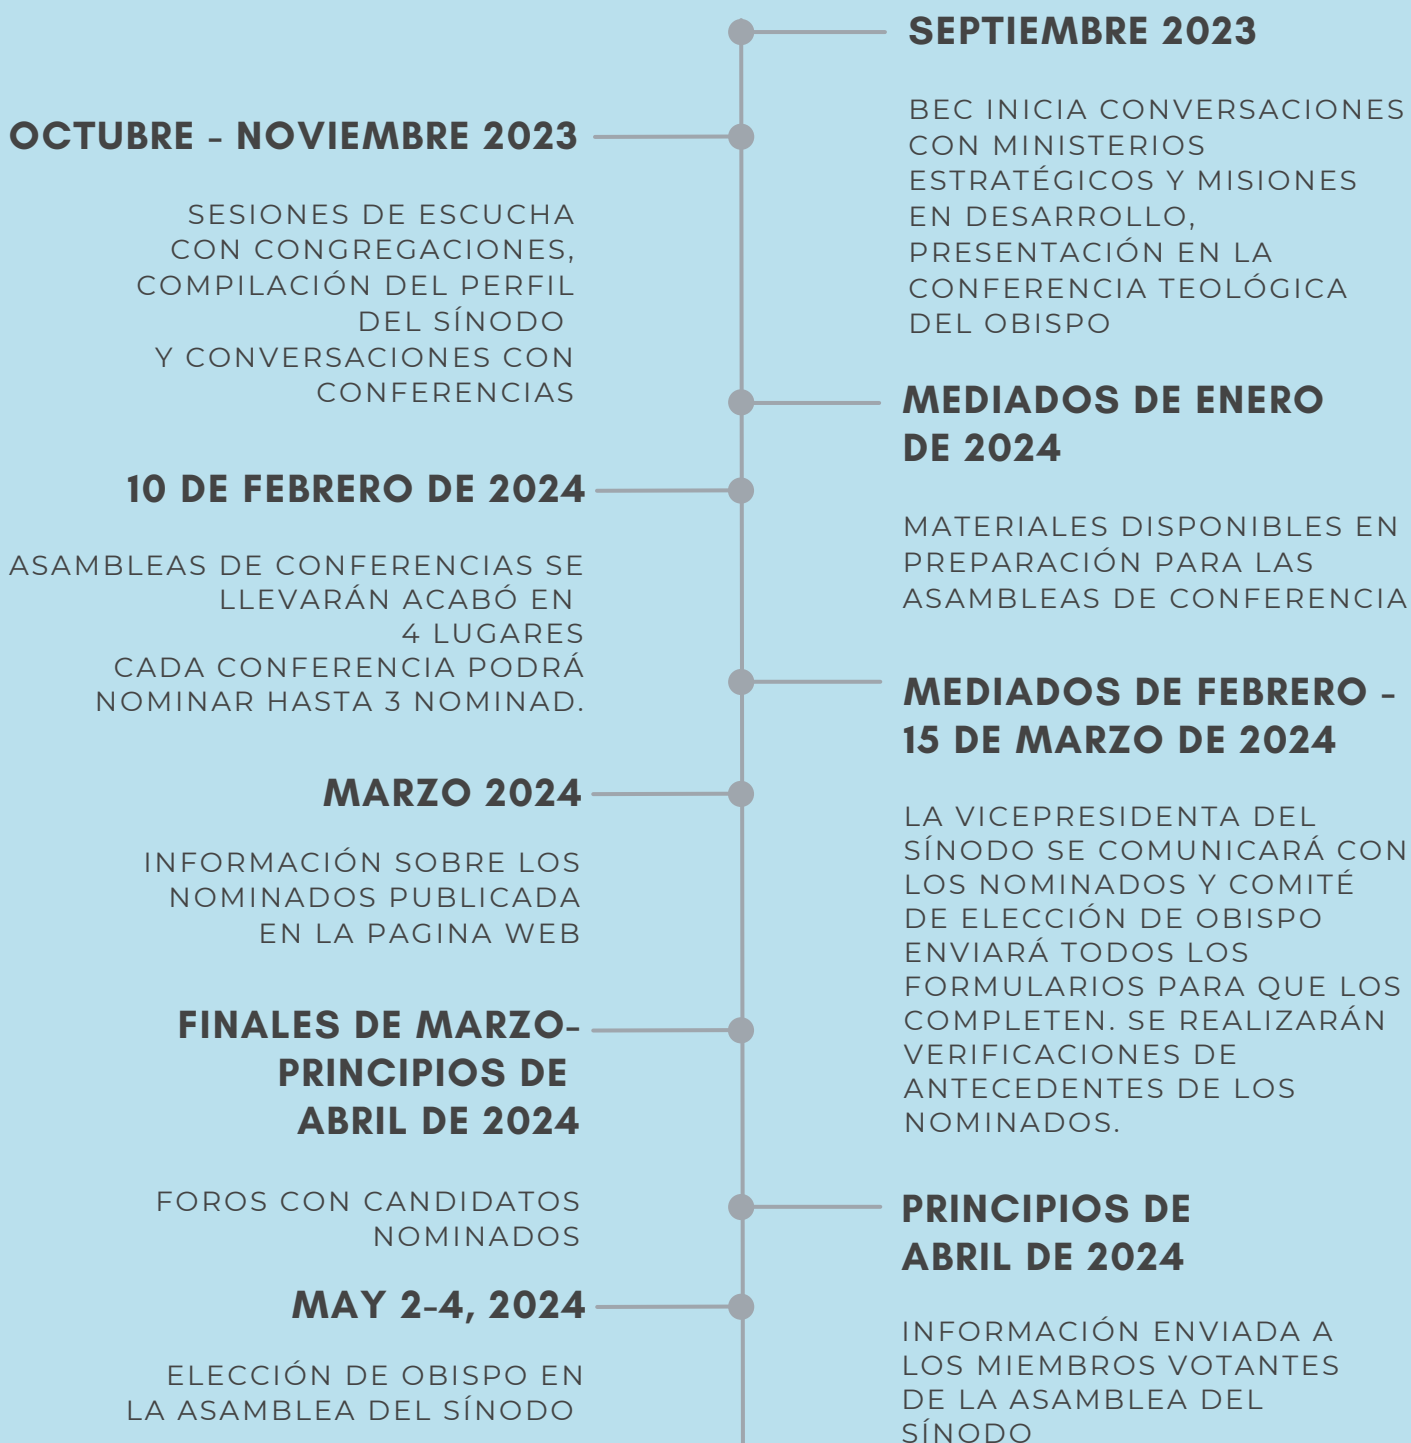 SEPTIEMBRE 2023
BEC INICIA CONVERSACIONES
CON MINISTERIOS
ESTRATÉGICOS Y MISIONES
EN DESARROLLO,
PRESENTACIÓN EN LA
CONFERENCIA TEOLÓGICA
DEL OBISPO
OCTUBRE - NOVIEMBRE 2023
SESIONES DE ESCUCHA
CON CONGREGACIONES,
COMPILACIÓN DEL PERFIL
DEL SÍNODO
Y CONVERSACIONES CON
CONFERENCIAS
MEDIADOS DE ENERO
DE 2024
MATERIALES DISPONIBLES EN
PREPARACIÓN PARA LAS
ASAMBLEAS DE CONFERENCIA
10 DE FEBRERO DE 2024
ASAMBLEAS DE CONFERENCIAS SE
LLEVARÁN ACABÓ EN
4 LUGARES
CADA CONFERENCIA PODRÁ
NOMINAR HASTA 3 NOMINAD.
MEDIADOS DE FEBRERO -
15 DE MARZO DE 2024
LA VICEPRESIDENTA DEL
SÍNODO SE COMUNICARÁ CON
LOS NOMINADOS Y COMITÉ
DE ELECCIÓN DE OBISPO
ENVIARÁ TODOS LOS
FORMULARIOS PARA QUE LOS
COMPLETEN. SE REALIZARÁN
VERIFICACIONES DE
ANTECEDENTES DE LOS
NOMINADOS.
MARZO 2024
INFORMACIÓN SOBRE LOS
NOMINADOS PUBLICADA
EN LA PAGINA WEB
FINALES DE MARZO-
PRINCIPIOS DE
ABRIL DE 2024
FOROS CON CANDIDATOS
NOMINADOS
PRINCIPIOS DE
ABRIL DE 2024
INFORMACIÓN ENVIADA A
LOS MIEMBROS VOTANTES
DE LA ASAMBLEA DEL
SÍNODO
MAY 2-4, 2024
ELECCIÓN DE OBISPO EN
LA ASAMBLEA DEL SÍNODO